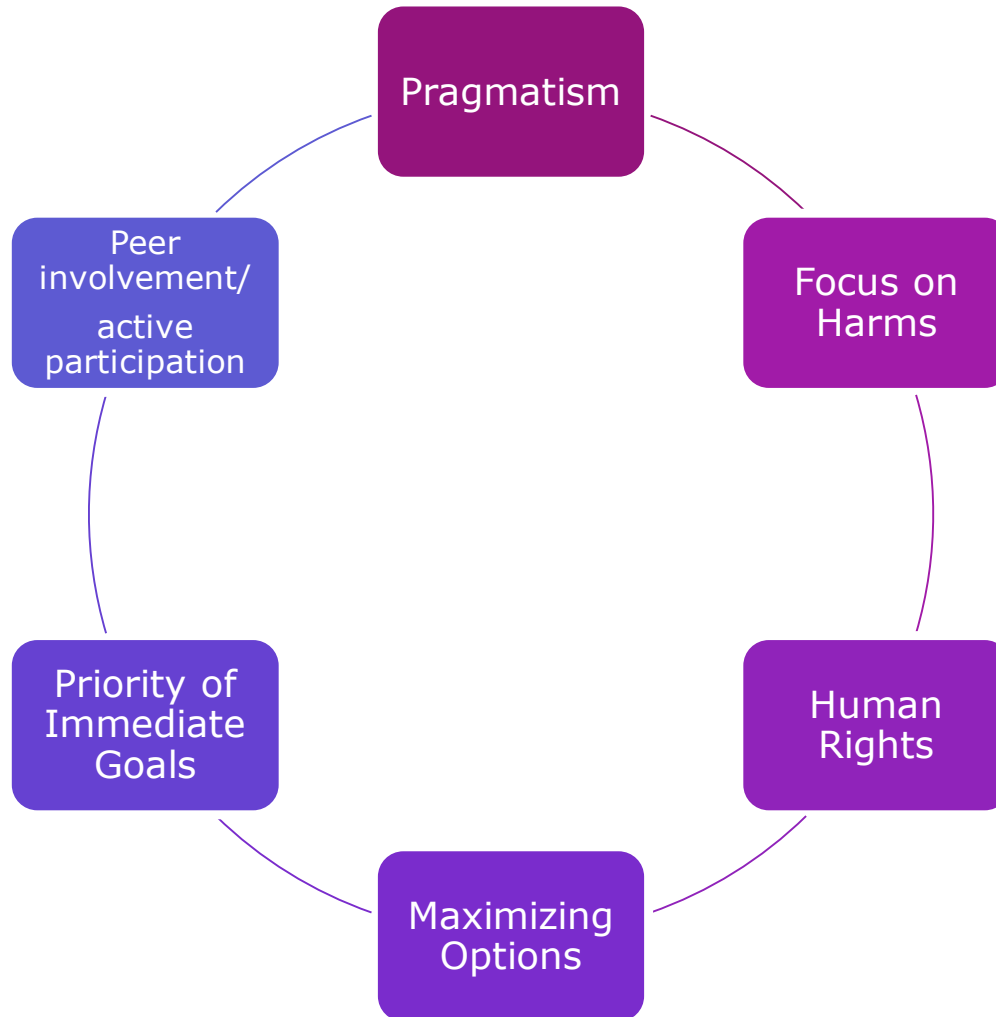 Pragmatism
Focus on
Harms
Human
Rights
Maximizing
Options
Priority of
Immediate
Goals
Peer
involvement/
active
participation